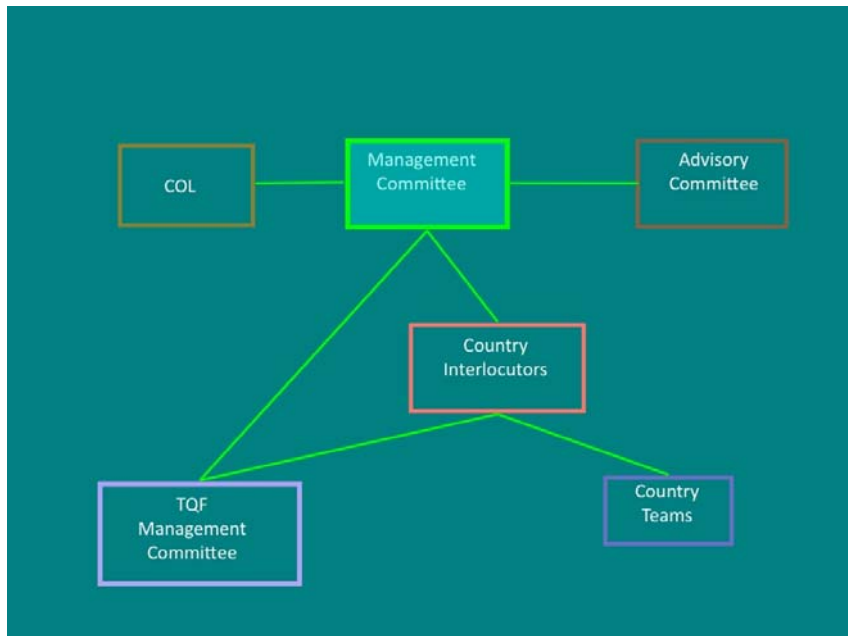 COL
Management
Committee
Advisory
Committee
Country
Interlocutors
TQF
Management
Committee
Country
Teams